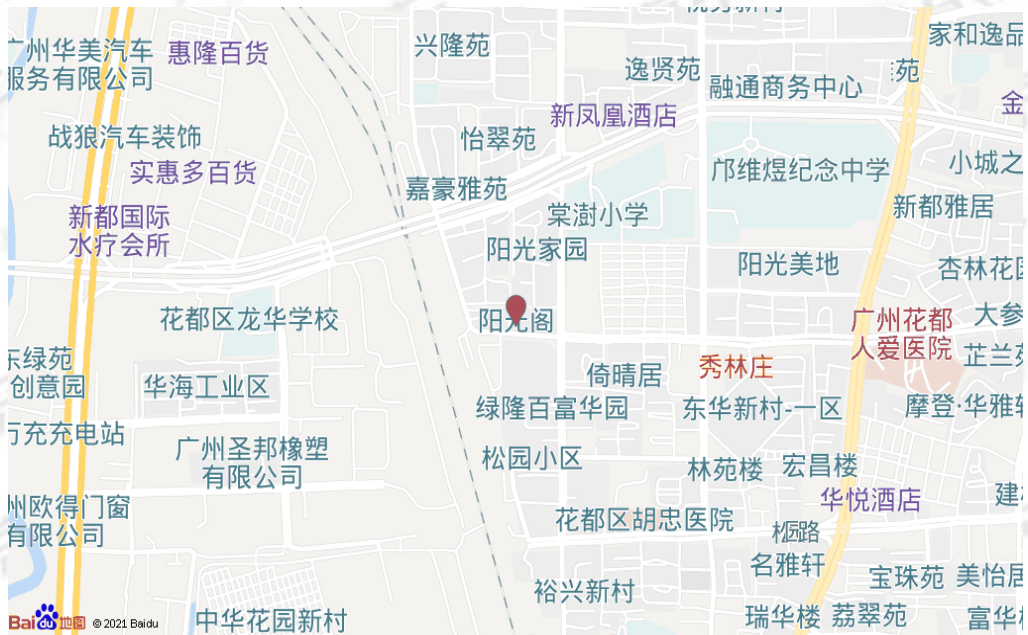 兴隆苑
家和逸品
广州华美汽车
服务有限公司
惠隆百货
逸贤苑
融通商务中心
苑
新凤凰酒店
金
战狼汽车装饰
怡翠苑
实惠多百货
邝维煜纪念中学
小城之
嘉豪雅苑
新都国际
水疗会所
棠澍小学
新都雅居
阳光家园
阳光美地
杏林花园
花都区龙华学校
阳光阁
广州花都
人爱医院
大参
东绿苑
创意园
华海工业区
倚晴居
秀林庄
芷兰苑
绿隆百富华园
东华新村-一区
摩登·华雅轩
万充充电站
广州圣邦橡塑
有限公司
松园小区
林苑楼
宏昌楼
华悦酒店
建
州欧得门窗
有限公司
花都区胡忠医院
松园路
名雅轩
宝珠苑
美怡居
裕兴新村
中华花园新村
瑞华楼
荔翠苑
富华
Bai du 地图
© 2021 Baidu